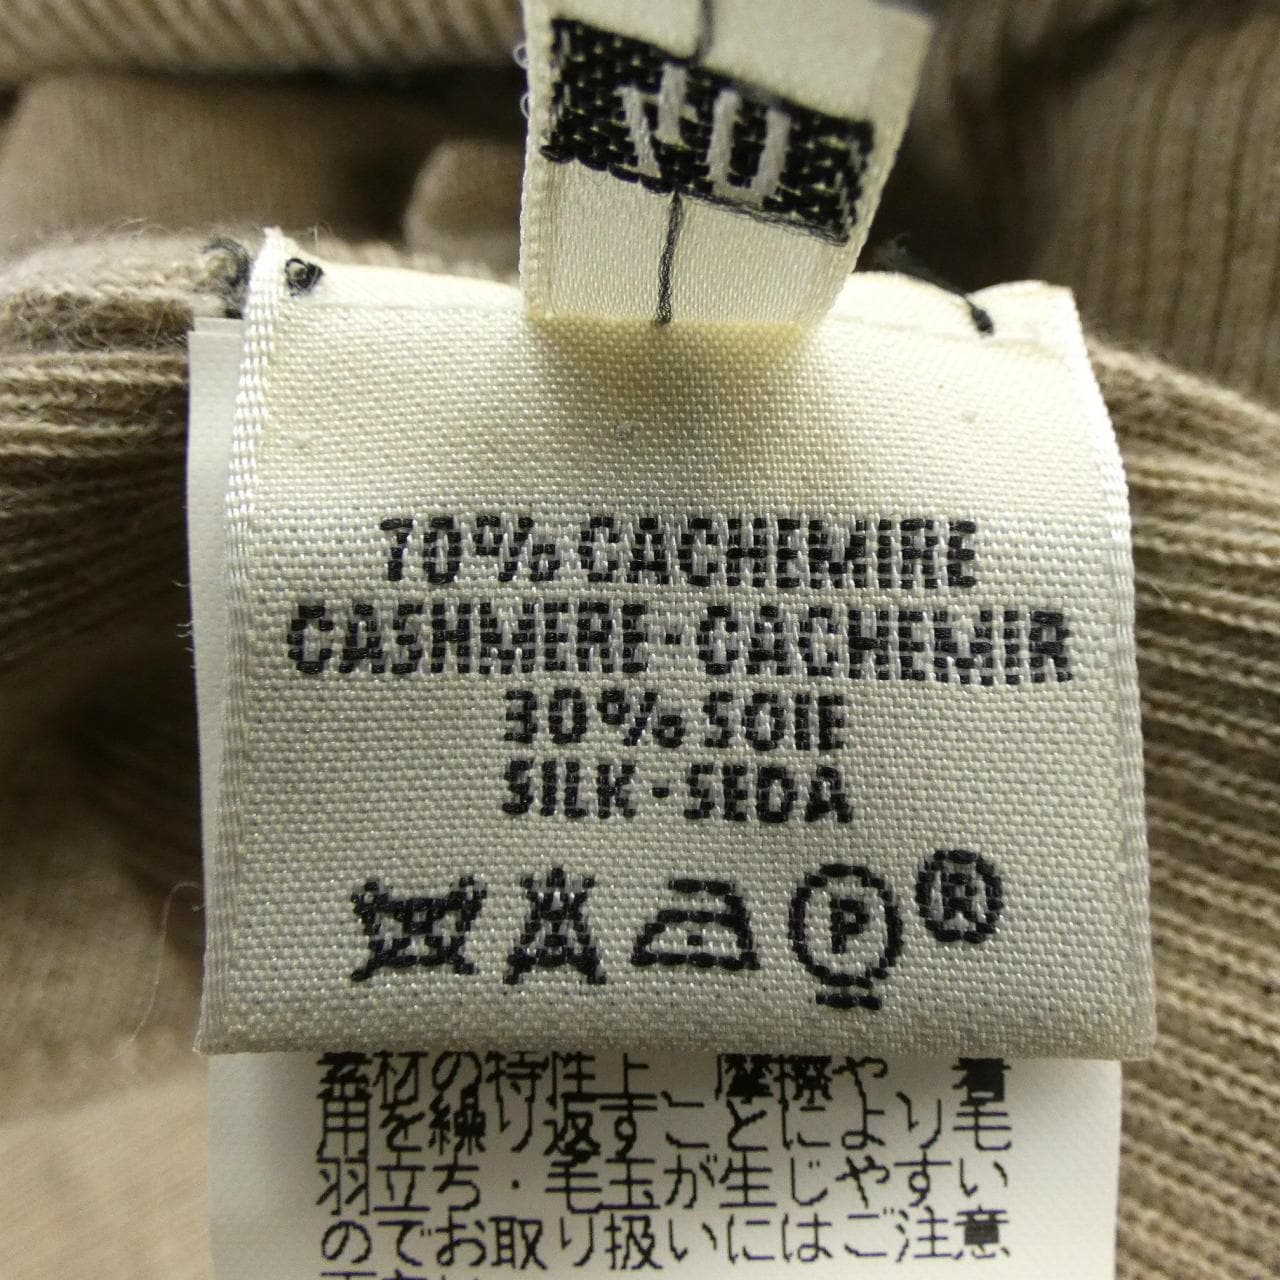 70% CACHEMIRE
CASHMERE-CACHEMIR
30% SOIE
SILK-SEDA
P ®
素材の特性上、摩擦や、着
用を繰り返すことにより毛
羽立ち・毛玉が生じやすい
のでお取り扱いにはご注意